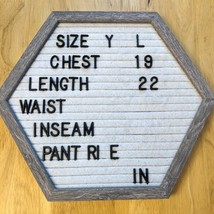 SIZE Y L
CHEST 19
LENGTH 22
WAIST
INSEAM
PANT RI E
IN